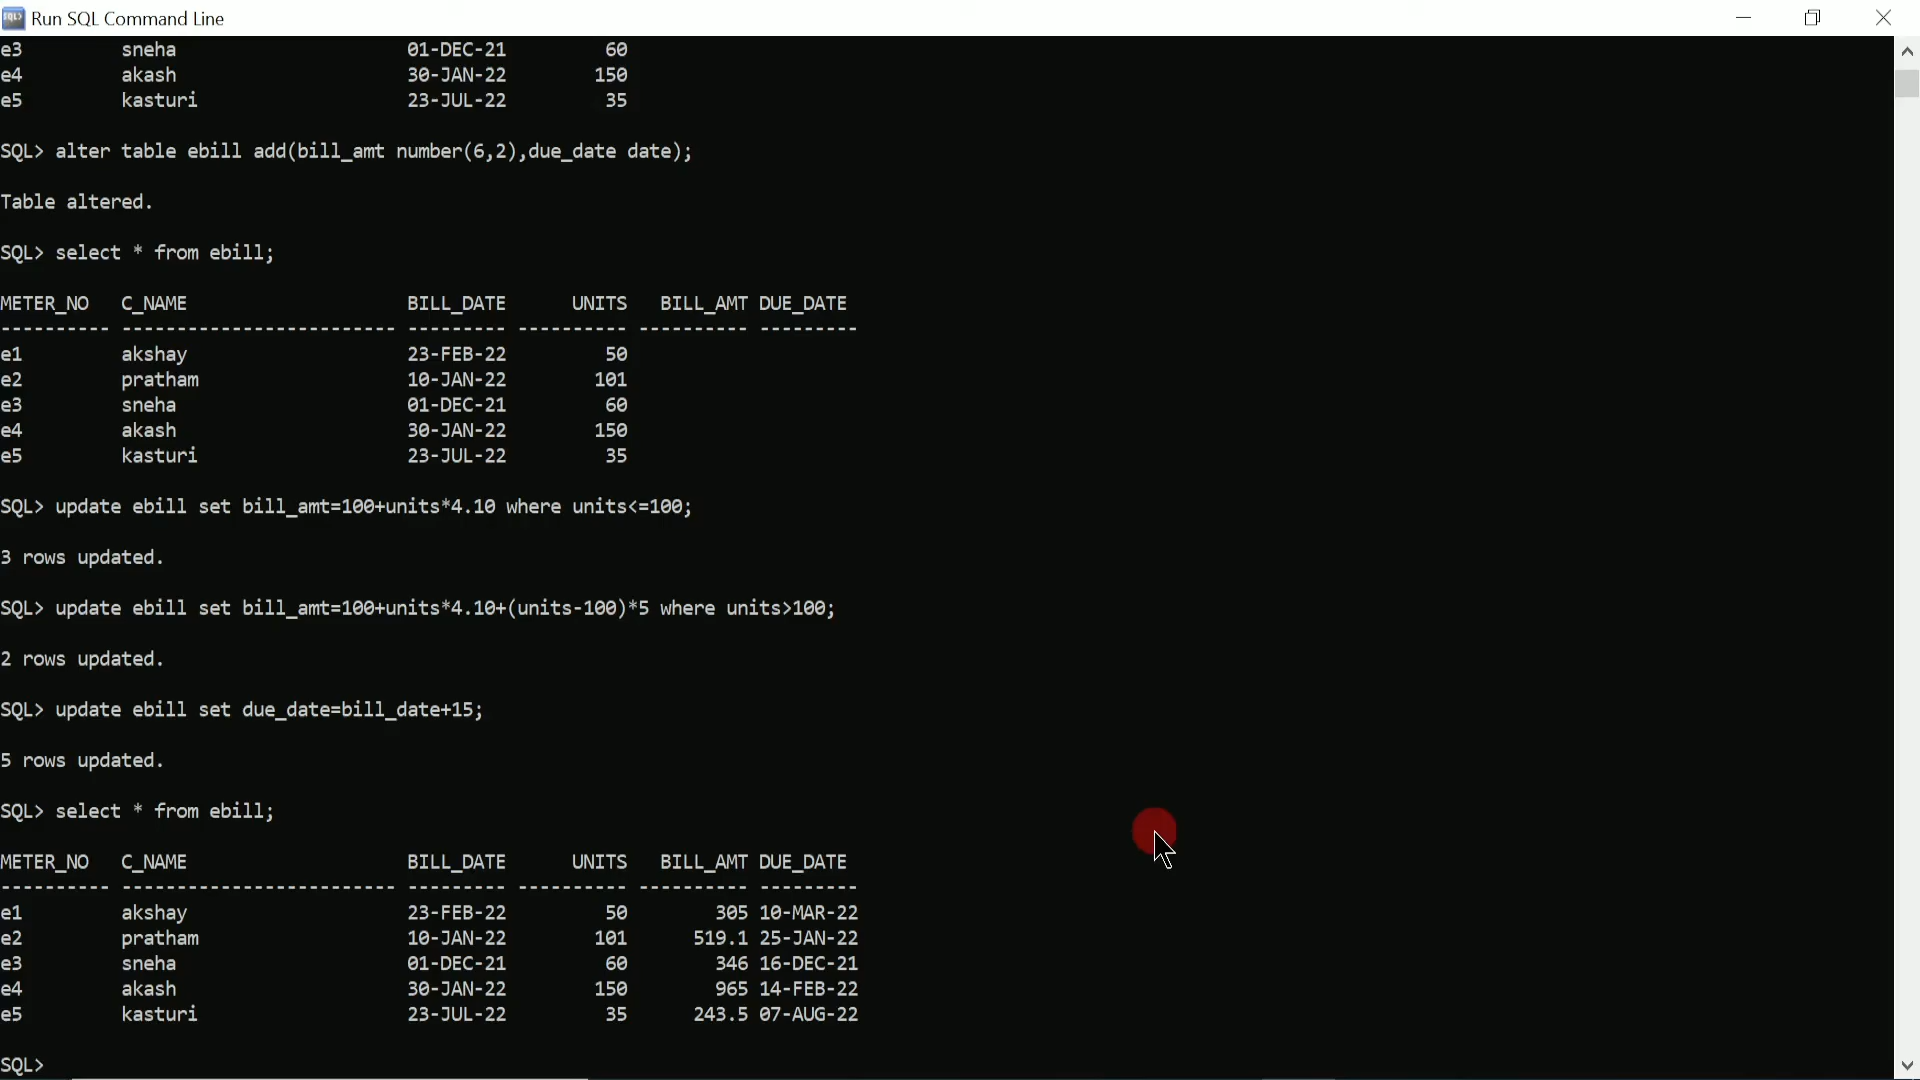 Run SQL Command Line
e3 sneha 01-DEC-21 60
e4 akash 30-JAN-22 150
e5 kasturi 23-JUL-22 35
SQL> alter table ebill add(bill_amt number(6,2),due_date date);
Table altered.
SQL> select * from ebill;
METER_NO C_NAME BILL_DATE UNITS BILL_AMT DUE_DATE
---------- ------------------------- --------- ---------- ---------- ---------
e1 akshay 23-FEB-22 50
e2 pratham 10-JAN-22 101
e3 sneha 01-DEC-21 60
e4 akash 30-JAN-22 150
e5 kasturi 23-JUL-22 35
SQL> update ebill set bill_amt=100+units*4.10 where units<=100;
3 rows updated.
SQL> update ebill set bill_amt=100+units*4.10+(units-100)*5 where units>100;
2 rows updated.
SQL> update ebill set due_date=bill_date+15;
5 rows updated.
SQL> select * from ebill;
METER_NO C_NAME BILL_DATE UNITS BILL_AMT DUE_DATE
---------- ------------------------- --------- ---------- ---------- ---------
e1 akshay 23-FEB-22 50 305 10-MAR-22
e2 pratham 10-JAN-22 101 519.1 25-JAN-22
e3 sneha 01-DEC-21 60 346 16-DEC-21
e4 akash 30-JAN-22 150 965 14-FEB-22
e5 kasturi 23-JUL-22 35 243.5 07-AUG-22
SQL>